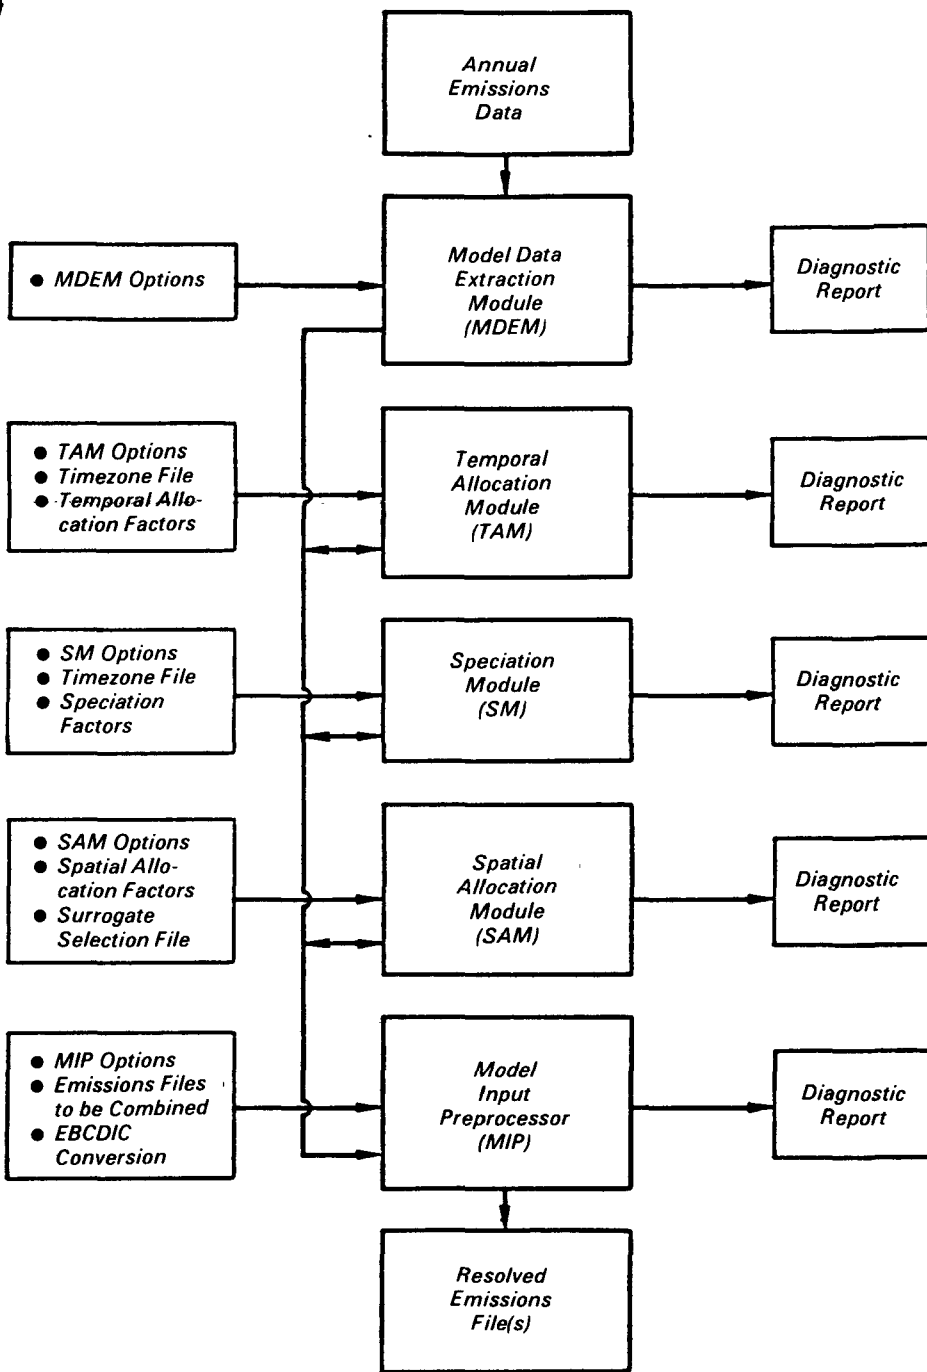 Annual
Emissions
Data
● MDEM Options
Model Data
Extraction
Module
(MDEM)
Diagnostic
Report
● TAM Options
● Timezone File
● Temporal Allo-
cation Factors
Temporal
Allocation
Module
(TAM)
Diagnostic
Report
● SM Options
● Timezone File
● Speciation
Factors
Speciation
Module
(SM)
Diagnostic
Report
● SAM Options
● Spatial Allo-
cation Factors
● Surrogate
Selection File
Spatial
Allocation
Module
(SAM)
Diagnostic
Report
● MIP Options
● Emissions Files
to be Combined
● EBCDIC
Conversion
Model
Input
Preprocessor
(MIP)
Diagnostic
Report
Resolved
Emissions
File(s)